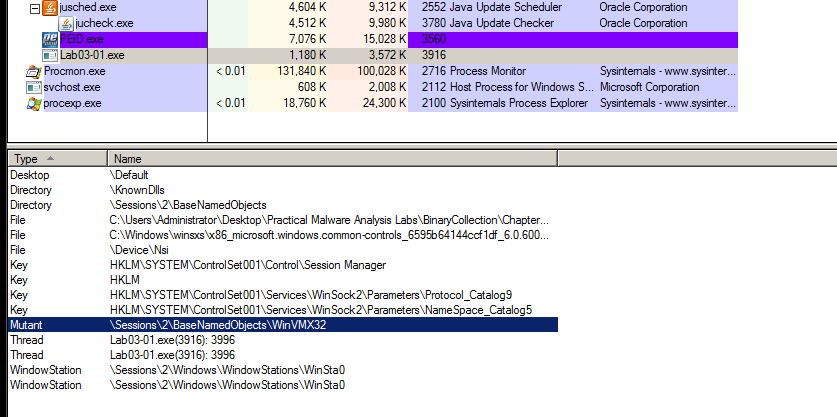 jusched.exe 4,604 K 9,312 K 2552 Java Update Scheduler Oracle Corporation
jucheck.exe 4,512 K 9,980 K 3780 Java Update Checker Oracle Corporation
PEiD.exe 7,076 K 15,028 K 3560
Lab03-01.exe 1,180 K 3,572 K 3916
Procmon.exe < 0.01 131,840 K 100,028 K 2716 Process Monitor Sysinternals - www.sysinter...
svchost.exe 608 K 2,008 K 2112 Host Process for Windows S... Microsoft Corporation
procexp.exe < 0.01 18,760 K 24,300 K 2100 Sysinternals Process Explorer Sysinternals - www.sysinter...
Type Name
Desktop \Default
Directory \KnownDlls
Directory \Sessions\2\BaseNamedObjects
File C:\Users\Administrator\Desktop\Practical Malware Analysis Labs\BinaryCollection\Chapter...
File C:\Windows\winsxs\x86_microsoft.windows.common-controls_6595b64144ccf1df_6.0.600...
File \Device\Nsi
Key HKLM\SYSTEM\ControlSet001\Control\Session Manager
Key HKLM
Key HKLM\SYSTEM\ControlSet001\Services\WinSock2\Parameters\Protocol_Catalog9
Key HKLM\SYSTEM\ControlSet001\Services\WinSock2\Parameters\NameSpace_Catalog5
Mutant \Sessions\2\BaseNamedObjects\WinVMX32
Thread Lab03-01.exe(3916): 3996
Thread Lab03-01.exe(3916): 3996
WindowStation \Sessions\2\Windows\WindowStations\WinSta0
WindowStation \Sessions\2\Windows\WindowStations\WinSta0